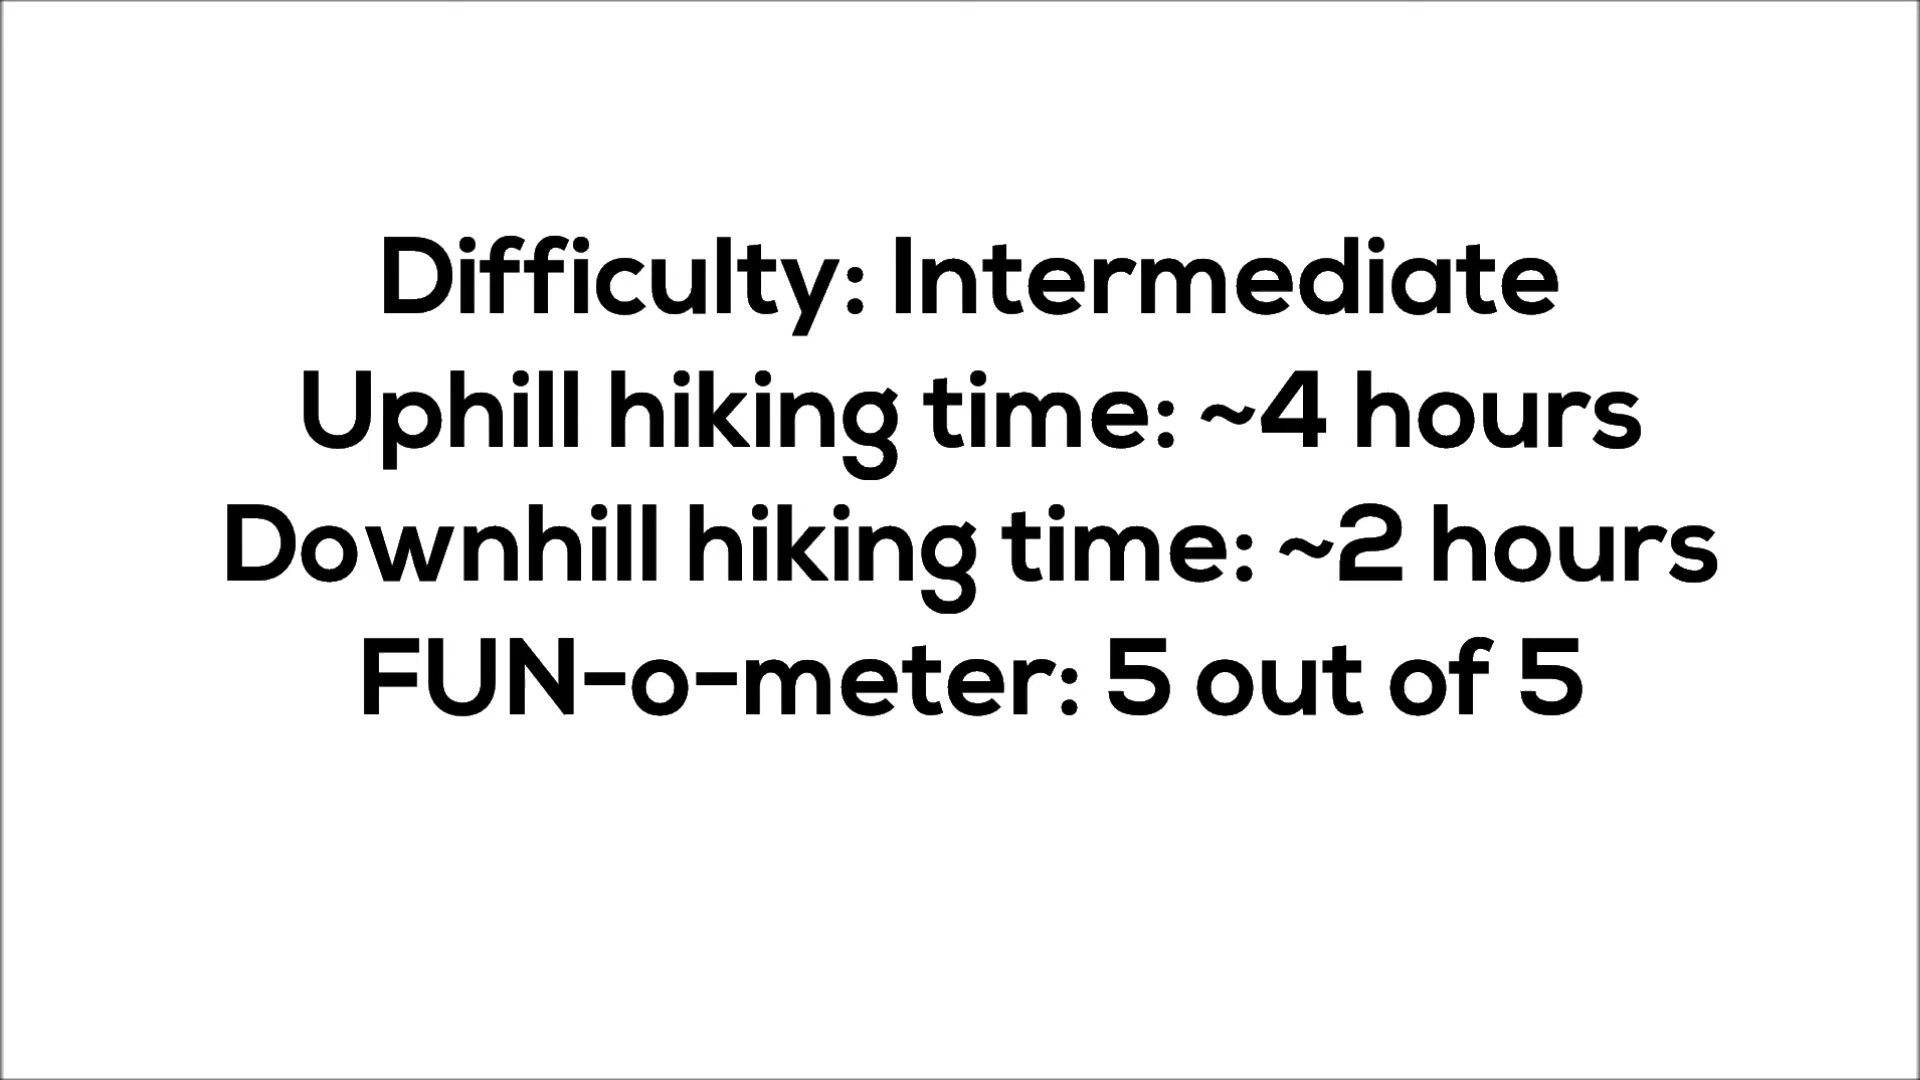 Difficulty: Intermediate
Uphill hiking time: ~4 hours
Downhill hiking time: ~2 hours
FUN-o-meter: 5 out of 5